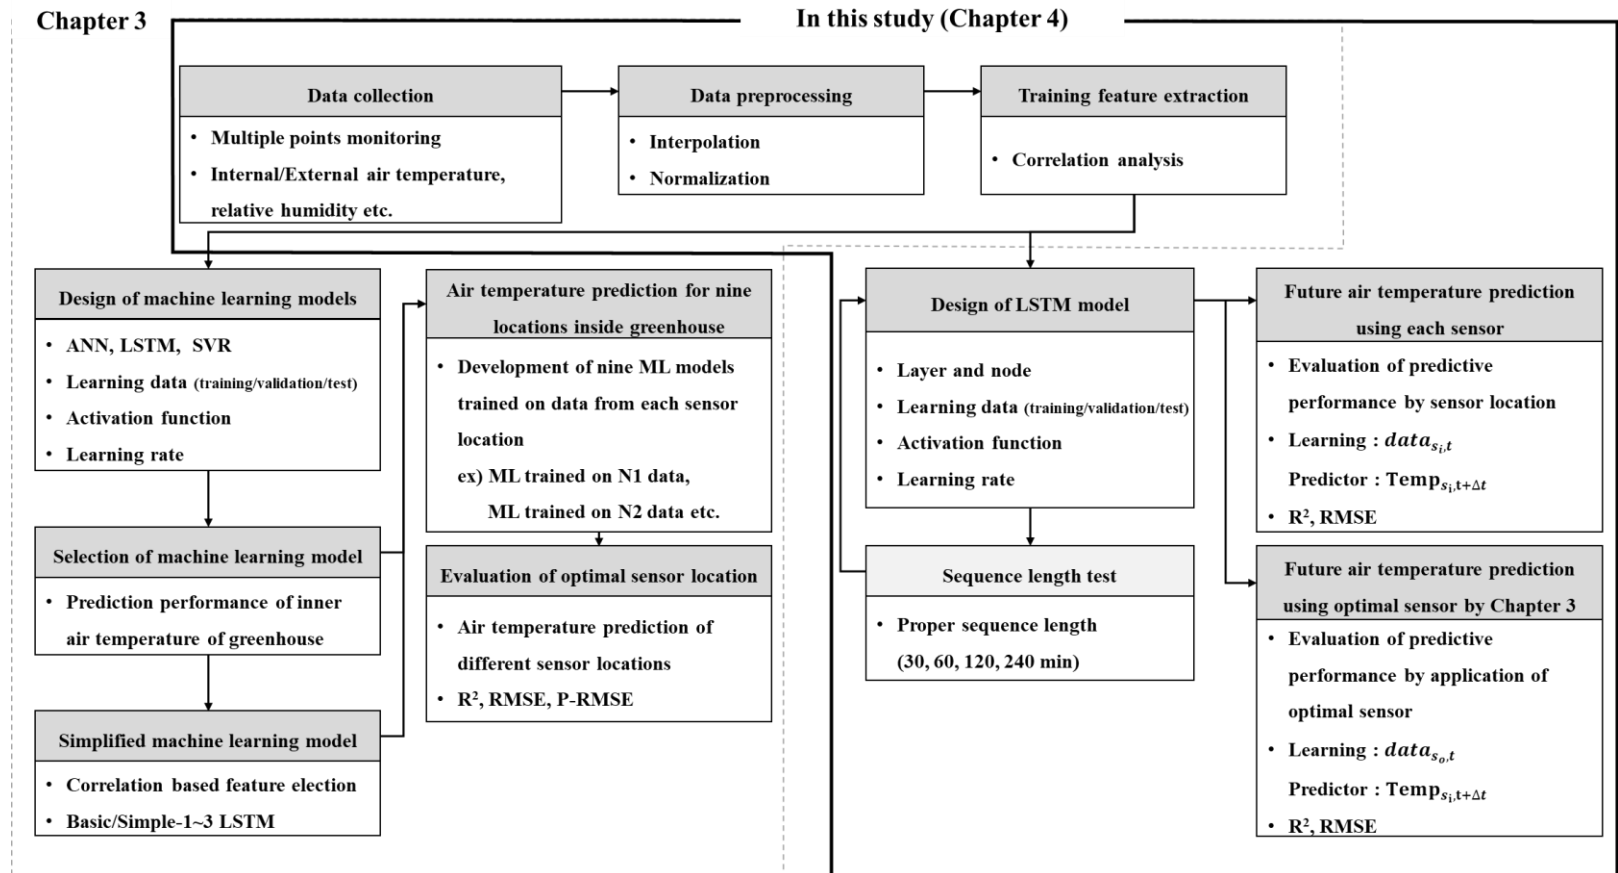 Chapter 3
In this study (Chapter 4)
Data collection
• Multiple points monitoring
• Internal/External air temperature,
relative humidity etc.
Data preprocessing
• Interpolation
• Normalization
Training feature extraction
• Correlation analysis
Design of machine learning models
• ANN, LSTM, SVR
• Learning data (training/validation/test)
• Activation function
• Learning rate
Selection of machine learning model
• Prediction performance of inner
air temperature of greenhouse
Simplified machine learning model
• Correlation based feature election
• Basic/Simple-1~3 LSTM
Air temperature prediction for nine
locations inside greenhouse
• Development of nine ML models
trained on data from each sensor
location
ex) ML trained on N1 data,
ML trained on N2 data etc.
Evaluation of optimal sensor location
• Air temperature prediction of
different sensor locations
• R², RMSE, P-RMSE
Design of LSTM model
• Layer and node
• Learning data (training/validation/test)
• Activation function
• Learning rate
Sequence length test
• Proper sequence length
(30, 60, 120, 240 min)
Future air temperature prediction
using each sensor
• Evaluation of predictive
performance by sensor location
• Learning : data_{s_i,t}
Predictor : Temp_{s_i,t+Δt}
• R², RMSE
Future air temperature prediction
using optimal sensor by Chapter 3
• Evaluation of predictive
performance by application of
optimal sensor
• Learning : data_{s_o,t}
Predictor : Temp_{s_i,t+Δt}
• R², RMSE